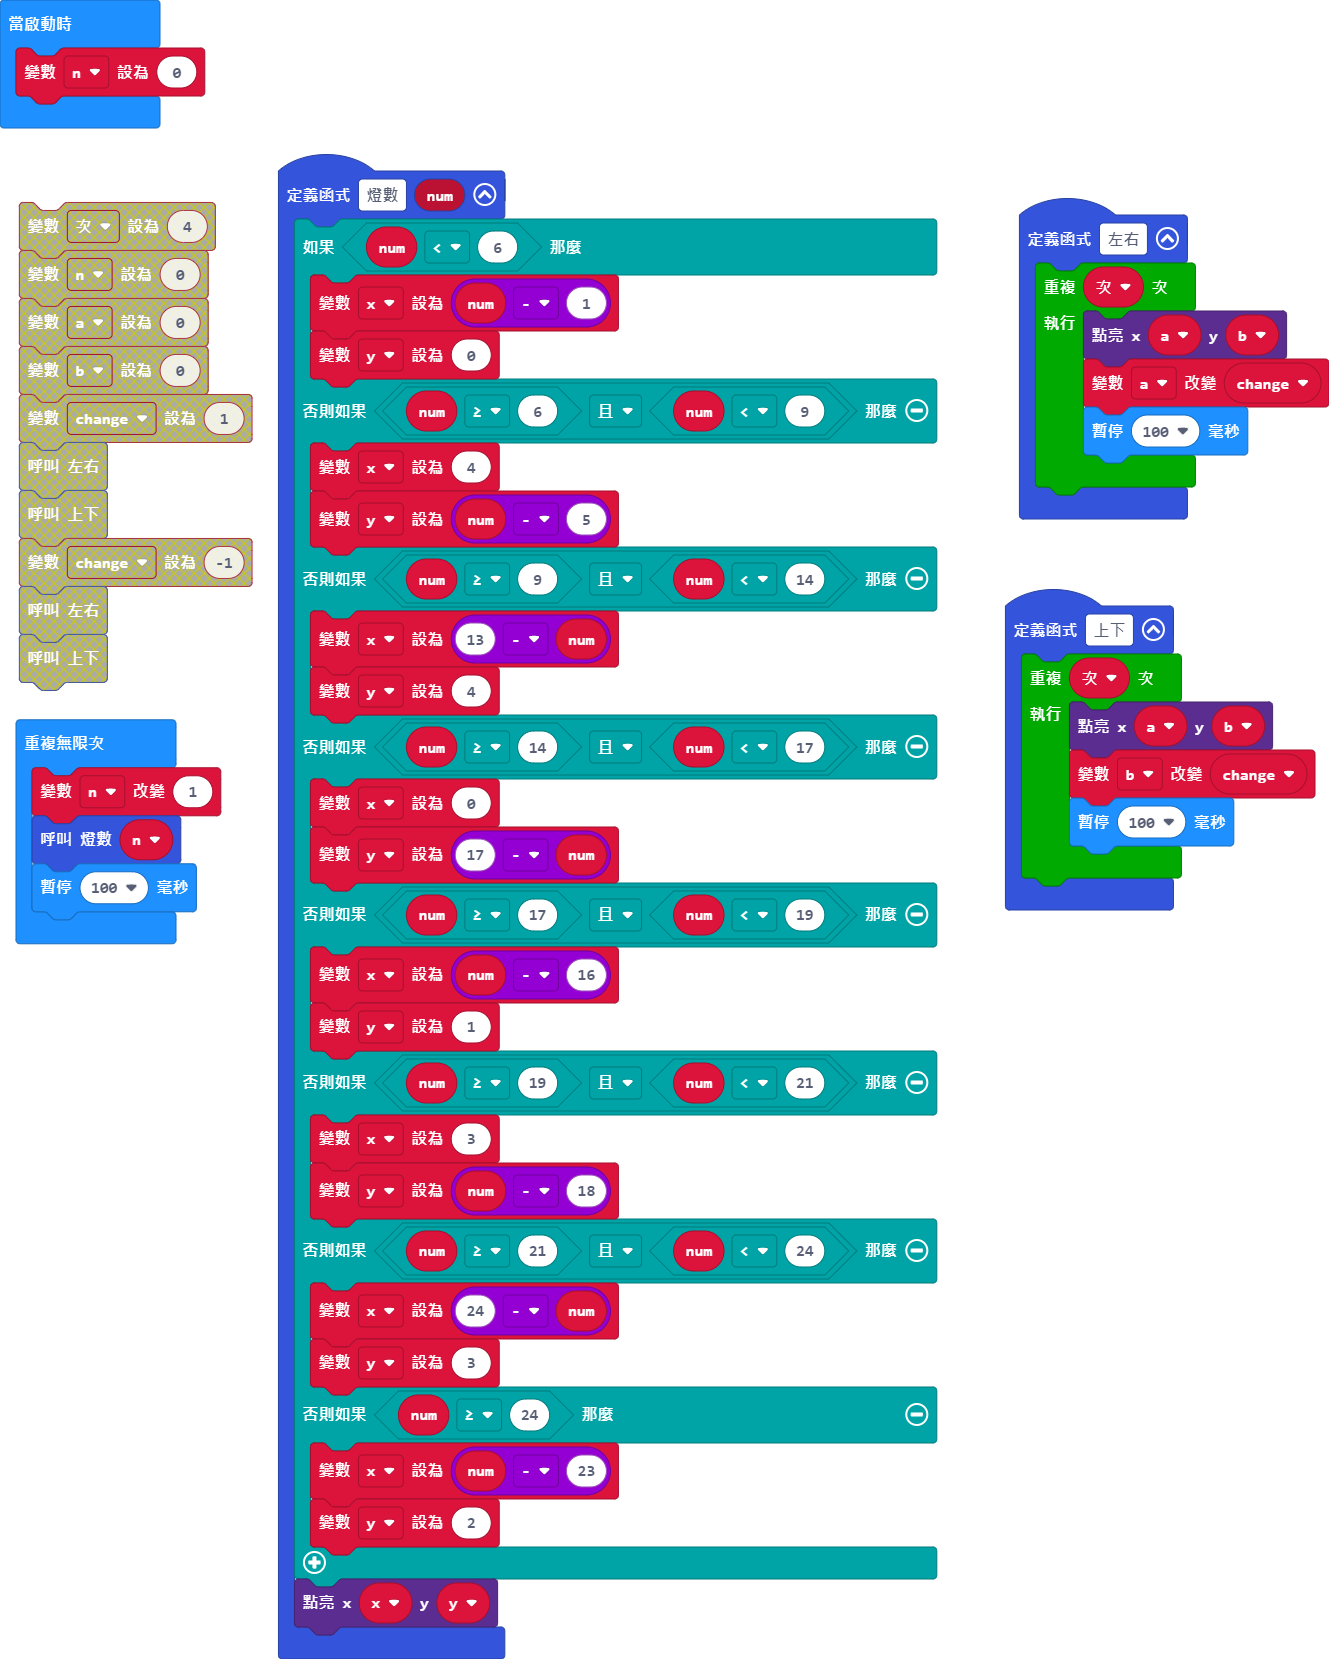 當啟動時
變數 n 設為 0
變數 次 設為 4
變數 n 設為 0
變數 a 設為 0
變數 b 設為 0
變數 change 設為 1
呼叫 左右
呼叫 上下
變數 change 設為 -1
呼叫 左右
呼叫 上下
重複無限次
變數 n 改變 1
呼叫 燈數 n
暫停 100 毫秒
定義函式 燈數 num
如果 num < 6 那麼
變數 x 設為 num - 1
變數 y 設為 0
否則如果 num ≥ 6 且 num < 9 那麼
變數 x 設為 4
變數 y 設為 num - 5
否則如果 num ≥ 9 且 num < 14 那麼
變數 x 設為 13 - num
變數 y 設為 4
否則如果 num ≥ 14 且 num < 17 那麼
變數 x 設為 0
變數 y 設為 17 - num
否則如果 num ≥ 17 且 num < 19 那麼
變數 x 設為 num - 16
變數 y 設為 1
否則如果 num ≥ 19 且 num < 21 那麼
變數 x 設為 3
變數 y 設為 num - 18
否則如果 num ≥ 21 且 num < 24 那麼
變數 x 設為 24 - num
變數 y 設為 3
否則如果 num ≥ 24 那麼
變數 x 設為 num - 23
變數 y 設為 2
點亮 x x y y
定義函式 左右
重複 次 次
執行
點亮 x a y b
變數 a 改變 change
暫停 100 毫秒
定義函式 上下
重複 次 次
執行
點亮 x a y b
變數 b 改變 change
暫停 100 毫秒